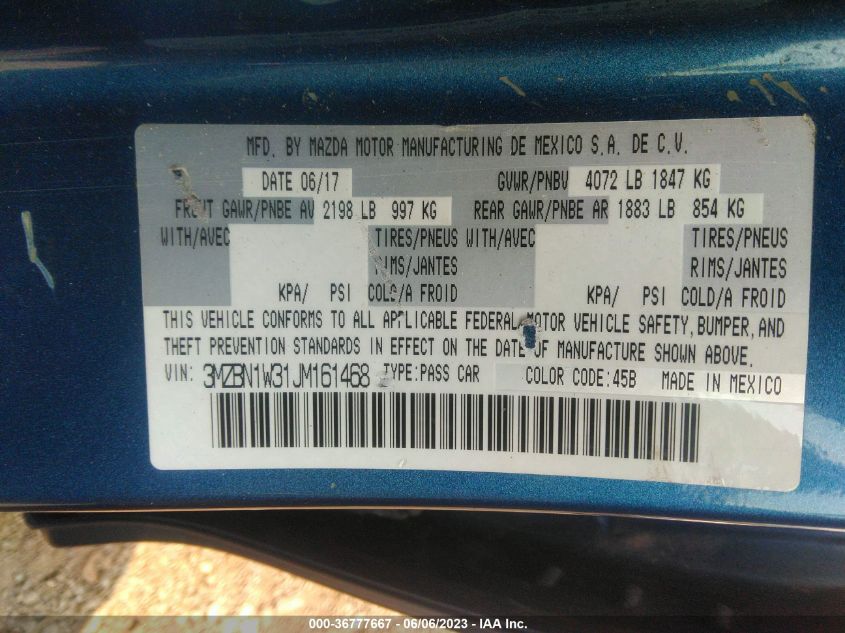 MFD. BY MAZDA MOTOR MANUFACTURING DE MEXICO S.A. DE C.V.
DATE 06/17 GVWR/PNBV 4072 LB 1847 KG
FRONT GAWR/PNBE AV 2198 LB 997 KG REAR GAWR/PNBE AR 1883 LB 854 KG
WITH/AVEC TIRES/PNEUS WITH/AVEC TIRES/PNEUS
RIMS/JANTES RIMS/JANTES
KPA/ PSI COLD/A FROID KPA/ PSI COLD/A FROID
THIS VEHICLE CONFORMS TO ALL APPLICABLE FEDERAL MOTOR VEHICLE SAFETY, BUMPER, AND
THEFT PREVENTION STANDARDS IN EFFECT ON THE DATE OF MANUFACTURE SHOWN ABOVE.
VIN: 3MZBN1W31JM161468 TYPE:PASS CAR COLOR CODE:45B MADE IN MEXICO
000-36777667 - 06/06/2023 - IAA Inc.